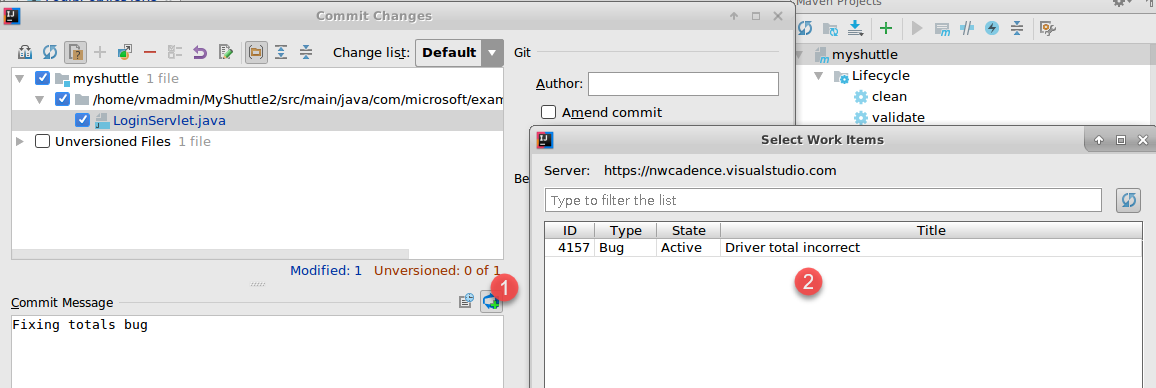 Commit Changes
Maven Projects
Change list: Default
Git
myshuttle 1 file
/home/vmadmin/MyShuttle2/src/main/java/com/microsoft/exam
LoginServlet.java
Unversioned Files 1 file
Author:
Amend commit
Be
myshuttle
Lifecycle
clean
validate
Select Work Items
Server: https://nwcadence.visualstudio.com
Type to filter the list
ID Type State Title
4157 Bug Active Driver total incorrect
2
Modified: 1 Unversioned: 0 of 1
1
Commit Message
Fixing totals bug